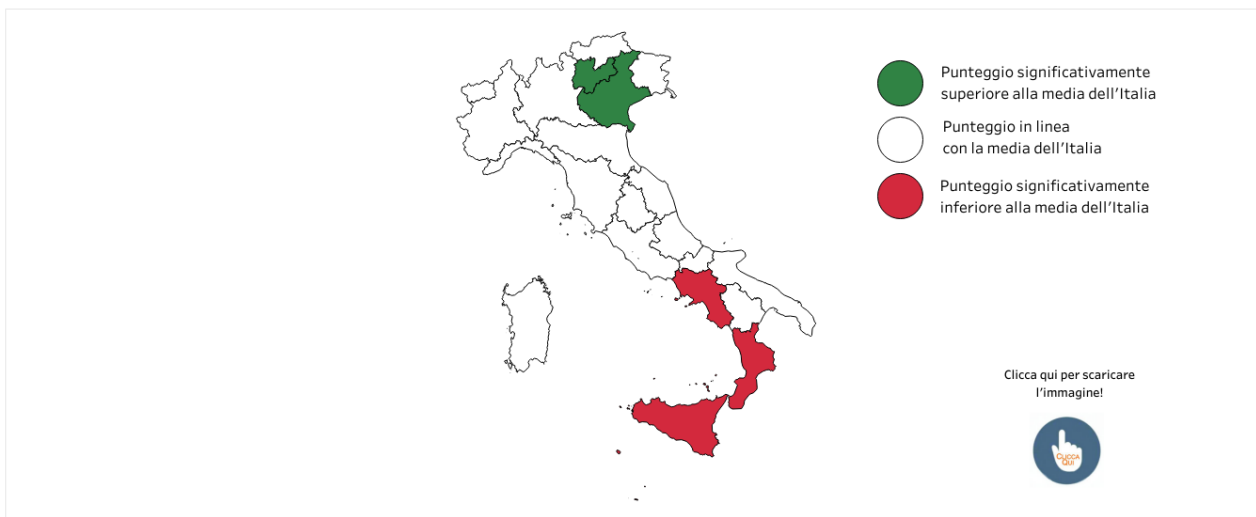 Punteggio significativamente
superiore alla media dell'Italia
Punteggio in linea
con la media dell'Italia
Punteggio significativamente
inferiore alla media dell'Italia
Clicca qui per scaricare
l'immagine!
CLICCA
QUI